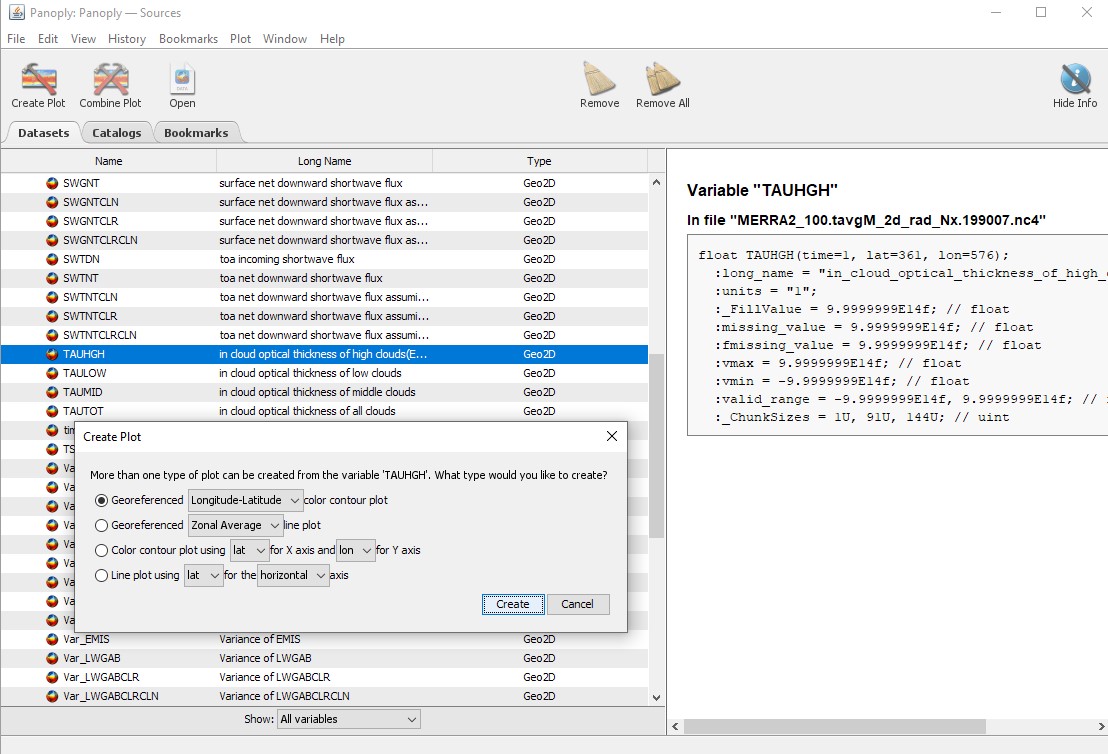 Panoply: Panoply — Sources
File Edit View History Bookmarks Plot Window Help
Create Plot Combine Plot Open Remove Remove All Hide Info
Datasets Catalogs Bookmarks
Name Long Name Type
SWGNT surface net downward shortwave flux Geo2D
SWGNTCLN surface net downward shortwave flux as... Geo2D
SWGNTCLR surface net downward shortwave flux as... Geo2D
SWGNTCLRCLN surface net downward shortwave flux as... Geo2D
SWTDN toa incoming shortwave flux Geo2D
SWTNT toa net downward shortwave flux Geo2D
SWTNTCLN toa net downward shortwave flux assumi... Geo2D
SWTNTCLR toa net downward shortwave flux assumi... Geo2D
SWTNTCLRCLN toa net downward shortwave flux assumi... Geo2D
TAUHGH in cloud optical thickness of high clouds(E... Geo2D
TAULOW in cloud optical thickness of low clouds Geo2D
TAUMID in cloud optical thickness of middle clouds Geo2D
TAUTOT in cloud optical thickness of all clouds Geo2D
TS
Va
Va
Va
Va
Va
Va
Va
Va
Va
Var_EMIS Variance of EMIS Geo2D
Var_LWGAB Variance of LWGAB Geo2D
Var_LWGABCLR Variance of LWGABCLR Geo2D
Var_LWGABCLRCLN Variance of LWGABCLRCLN Geo2D
Show: All variables
Create Plot
More than one type of plot can be created from the variable 'TAUHGH'. What type would you like to create?
Georeferenced Longitude-Latitude color contour plot
Georeferenced Zonal Average line plot
Color contour plot using lat for X axis and lon for Y axis
Line plot using lat for the horizontal axis
Create Cancel
Variable "TAUHGH"
In file "MERRA2_100.tavgM_2d_rad_Nx.199007.nc4"
float TAUHGH(time=1, lat=361, lon=576);
:long_name = "in_cloud_optical_thickness_of_high_
:units = "1";
:_FillValue = 9.9999999E14f; // float
:missing_value = 9.9999999E14f; // float
:fmissing_value = 9.9999999E14f; // float
:vmax = 9.9999999E14f; // float
:vmin = -9.9999999E14f; // float
:valid_range = -9.9999999E14f, 9.9999999E14f; //
:_ChunkSizes = 1U, 91U, 144U; // uint